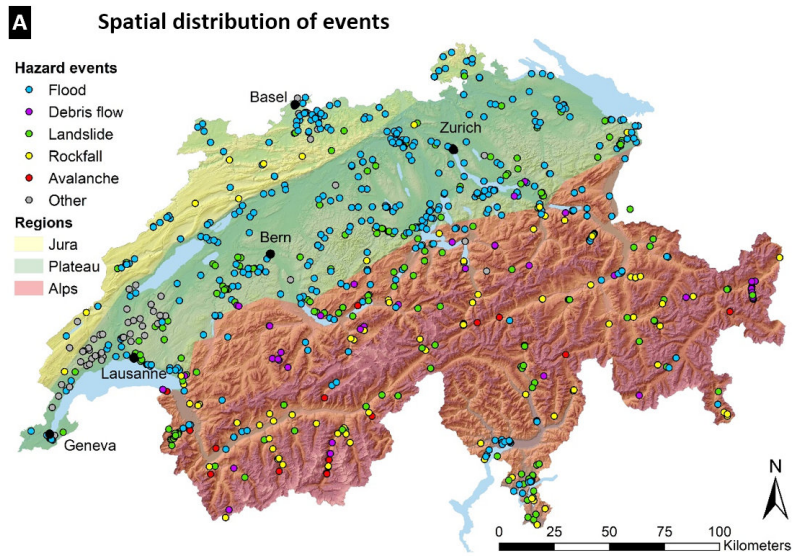 A
Spatial distribution of events
Hazard events
Flood
Debris flow
Landslide
Rockfall
Avalanche
Other
Regions
Jura
Plateau
Alps
Basel
Zurich
Bern
Lausanne
Geneva
N
0 25 50 75 100
Kilometers